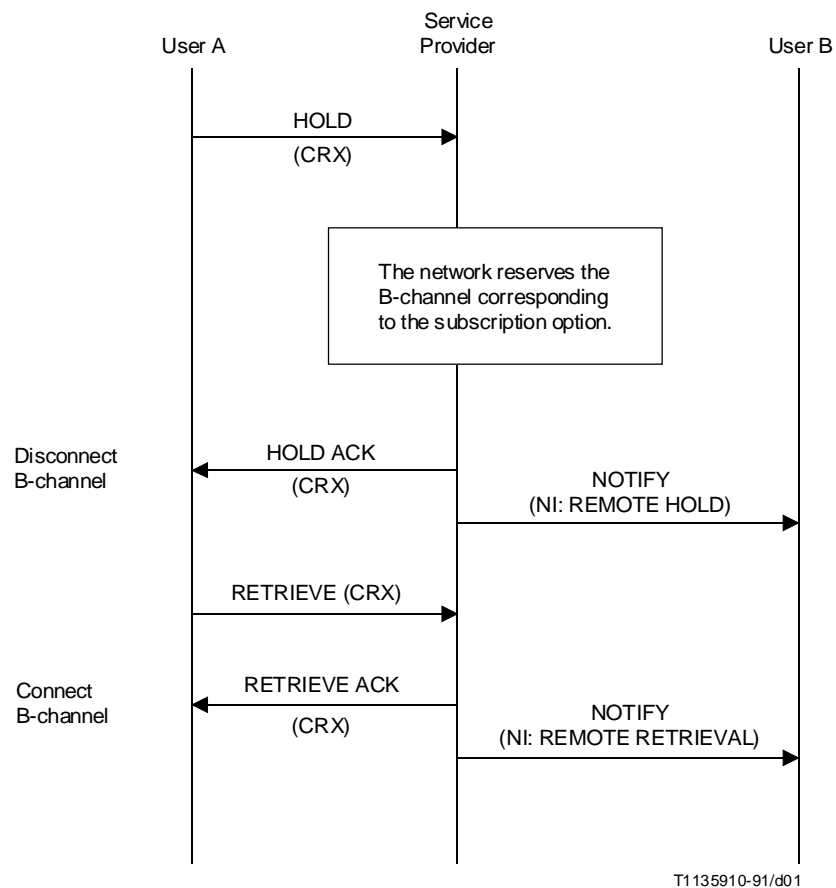 Service
User A
Provider
User B
HOLD
(CRX)
The network reserves the
B-channel corresponding
to the subscription option.
Disconnect
B-channel
HOLD ACK
(CRX)
NOTIFY
(NI: REMOTE HOLD)
RETRIEVE (CRX)
Connect
B-channel
RETRIEVE ACK
(CRX)
NOTIFY
(NI: REMOTE RETRIEVAL)
T1135910-91/d01